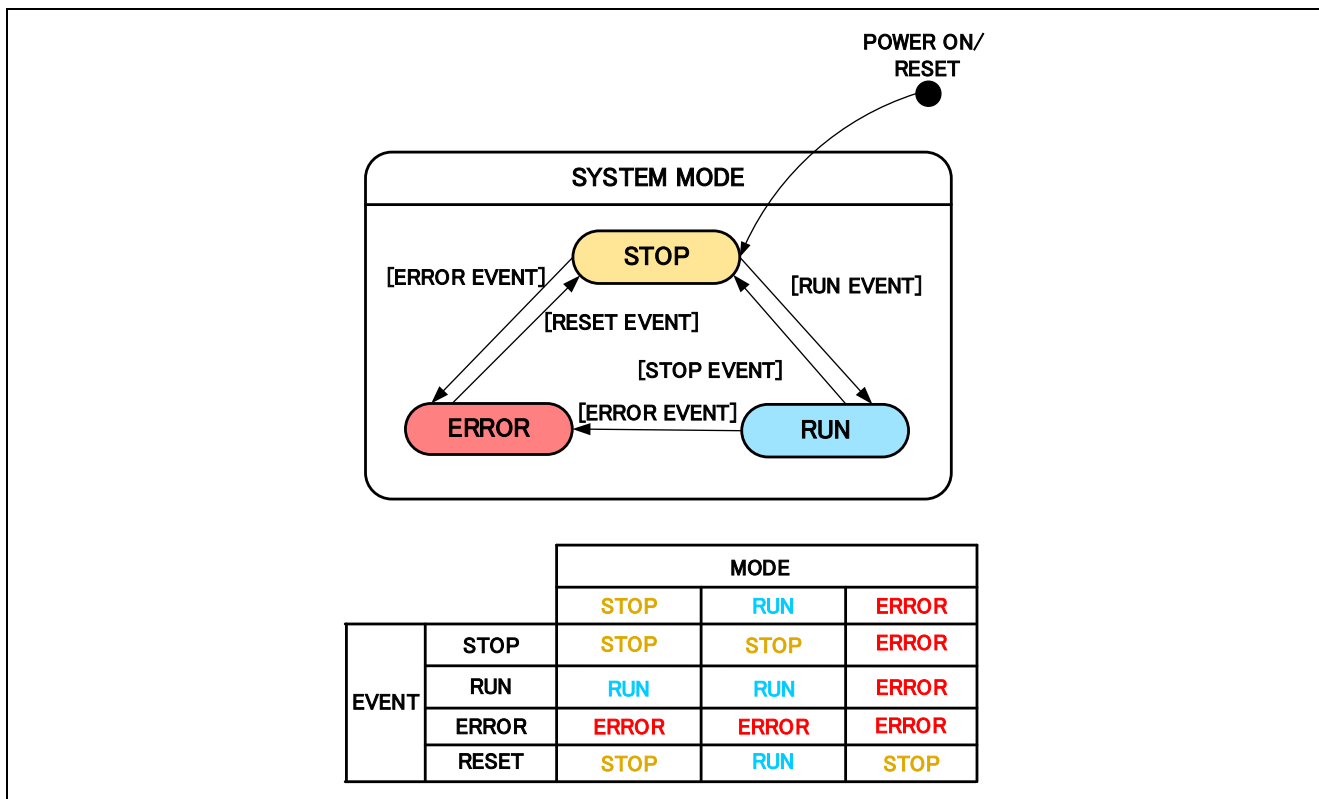 POWER ON/
RESET
SYSTEM MODE
STOP
[ERROR EVENT]
[RUN EVENT]
[RESET EVENT]
[STOP EVENT]
[ERROR EVENT]
ERROR
RUN
MODE
STOP RUN ERROR
EVENT
STOP STOP STOP ERROR
RUN RUN RUN ERROR
ERROR ERROR ERROR ERROR
RESET STOP RUN STOP